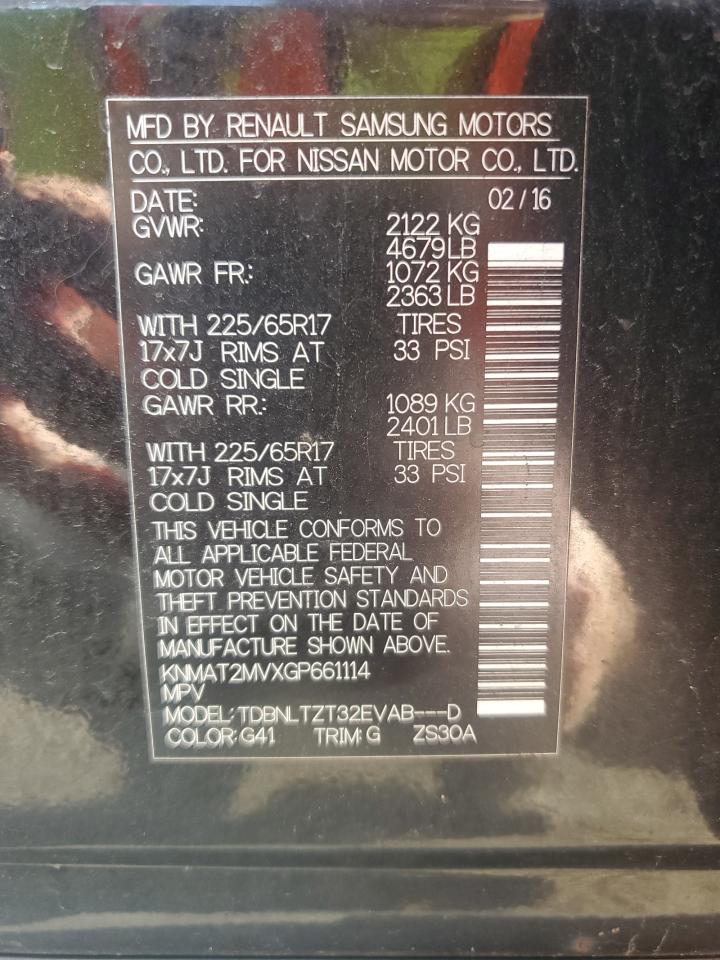 MFD BY RENAULT SAMSUNG MOTORS
CO., LTD. FOR NISSAN MOTOR CO., LTD.
DATE: 02/16
GVWR: 2122 KG
4679 LB
GAWR FR.: 1072 KG
2363 LB
WITH 225/65R17 TIRES
17x7J RIMS AT 33 PSI
COLD SINGLE
GAWR RR.: 1089 KG
2401 LB
WITH 225/65R17 TIRES
17x7J RIMS AT 33 PSI
COLD SINGLE
THIS VEHICLE CONFORMS TO
ALL APPLICABLE FEDERAL
MOTOR VEHICLE SAFETY AND
THEFT PREVENTION STANDARDS
IN EFFECT ON THE DATE OF
MANUFACTURE SHOWN ABOVE.
KNMAT2MVXGP661114
MPV
MODEL: TDBNLTZT32EVAB---D
COLOR: G41 TRIM: G ZS30A